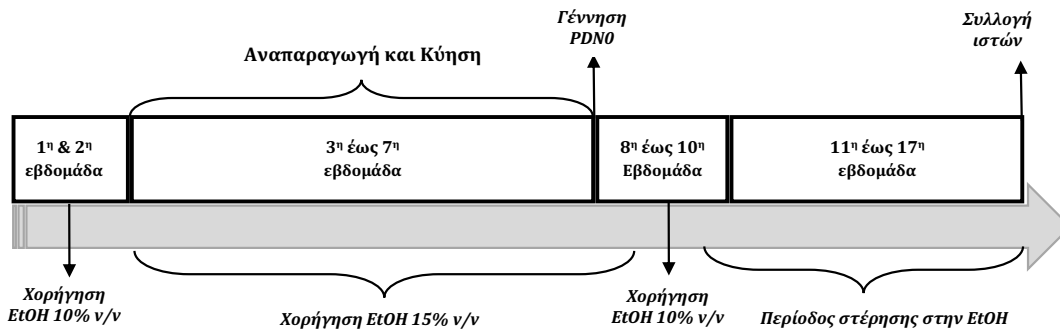 Γέννηση
PDN0
Συλλογή
ιστών
Αναπαραγωγή και Κύηση
1η & 2η
εβδομάδα
3η έως 7η
εβδομάδα
8η έως 10η
Εβδομάδα
11η έως 17η
εβδομάδα
Χορήγηση
EtOH 10% v/v
Χορήγηση EtOH 15% v/v
Χορήγηση
EtOH 10% v/v
Περίοδος στέρησης στην EtOH